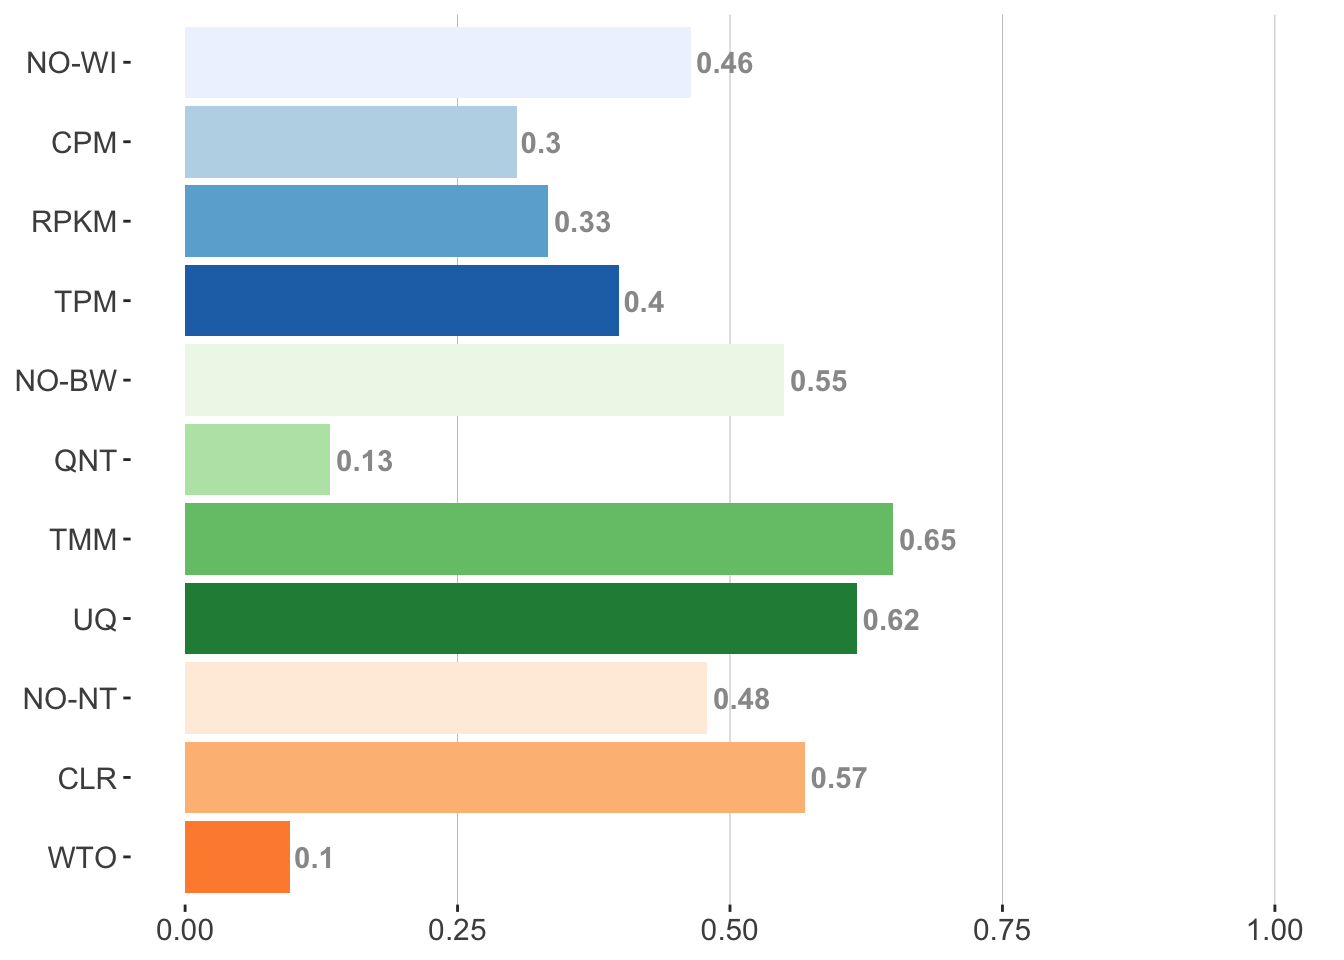 NO-WI 0.46
CPM 0.3
RPKM 0.33
TPM 0.4
NO-BW 0.55
QNT 0.13
TMM 0.65
UQ 0.62
NO-NT 0.48
CLR 0.57
WTO 0.1
0.00 0.25 0.50 0.75 1.00